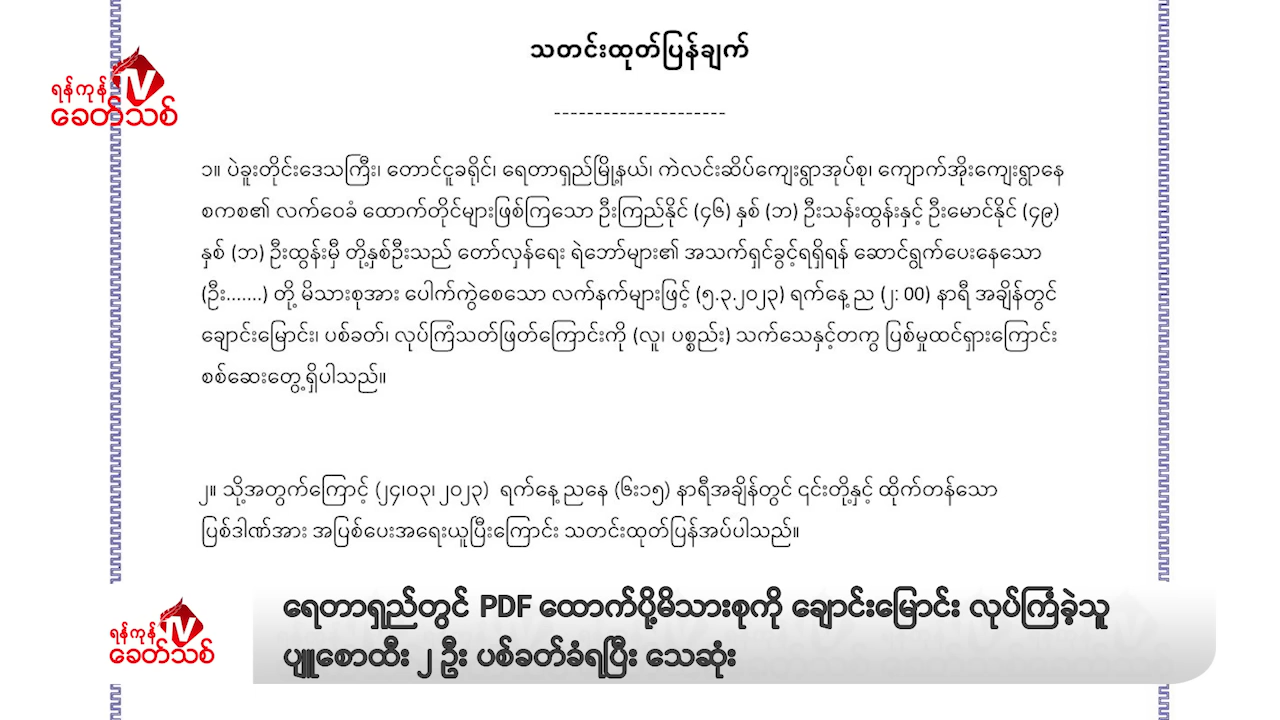 သတင်းထုတ်ပြန်ချက်
TV
ရန်ကုန်
ခေတ်သစ်
---------------------
၁။ ပဲခူးတိုင်းဒေသကြီး၊ တောင်ငူခရိုင်၊ ရေတာရှည်မြို့နယ်၊ ကဲလင်းဆိပ်ကျေးရွာအုပ်စု၊ ကျောက်အိုးကျေးရွာနေ
စကစ၏ လက်ဝေခံ ထောက်တိုင်များဖြစ်ကြသော ဦးကြည်နိုင် (၄၆) နှစ် (ဘ) ဦးသန်းထွန်းနှင့် ဦးမောင်နိုင် (၄၉)
နှစ် (ဘ) ဦးထွန်းမှီ တို့နှစ်ဦးသည် တော်လှန်ရေး ရဲဘော်များ၏ အသက်ရှင်ခွင့်ရရှိရန် ဆောင်ရွက်ပေးနေသော
(ဦး.......) တို့ မိသားစုအား ပေါက်ကွဲစေသော လက်နက်များဖြင့် (၅.၃.၂၀၂၃) ရက်နေ့ ည (၂: 00) နာရီ အချိန်တွင်
ချောင်းမြောင်း၊ ပစ်ခတ်၊ လုပ်ကြံသတ်ဖြတ်ကြောင်းကို (လူ၊ ပစ္စည်း) သက်သေနှင့်တကွ ပြစ်မှုထင်ရှားကြောင်း
စစ်ဆေးတွေ့ရှိပါသည်။
၂။ သို့အတွက်ကြောင့် (၂၄၊၀၃၊၂၀၂၃) ရက်နေ့ ညနေ (၆း၁၅) နာရီအချိန်တွင် ၎င်းတို့နှင့် ထိုက်တန်သော
ပြစ်ဒါဏ်အား အပြစ်ပေးအရေးယူပြီးကြောင်း သတင်းထုတ်ပြန်အပ်ပါသည်။
TV
ရန်ကုန်
ခေတ်သစ်
ရေတာရှည်တွင် PDF ထောက်ပို့မိသားစုကို ချောင်းမြောင်း လုပ်ကြံခဲ့သူ
ပျူစောထီး ၂ ဦး ပစ်ခတ်ခံရပြီး သေဆုံး